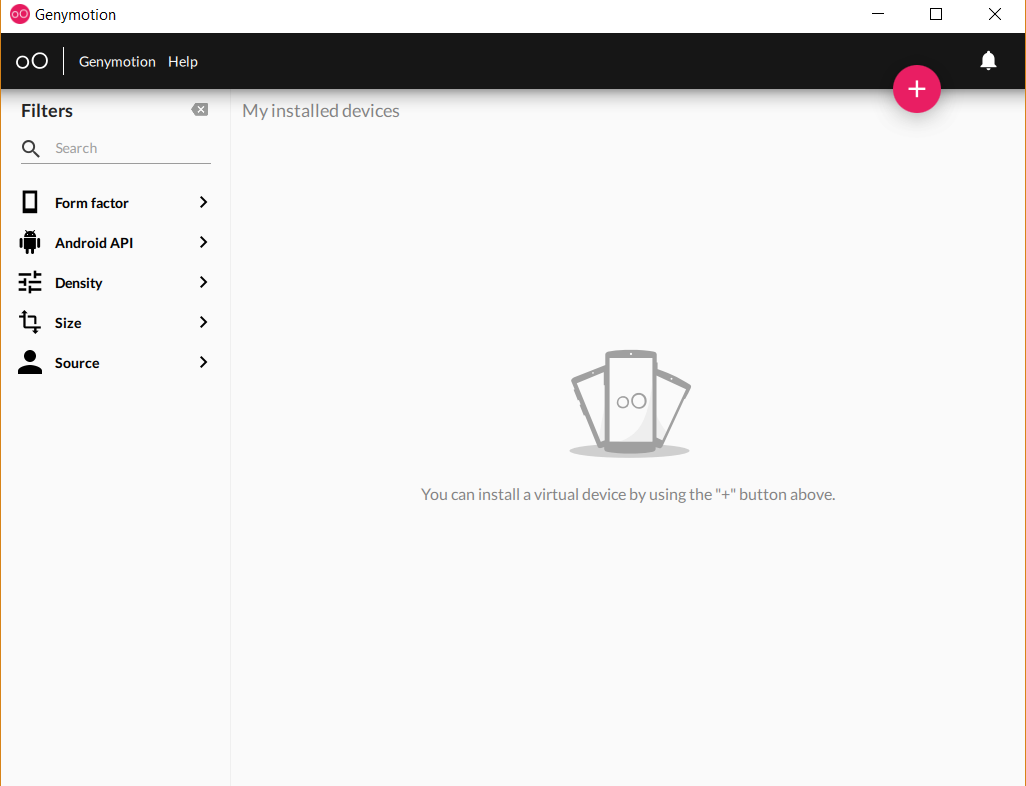 Genymotion
Genymotion Help
Filters
My installed devices
Search
Form factor
Android API
Density
Size
Source
You can install a virtual device by using the "+" button above.